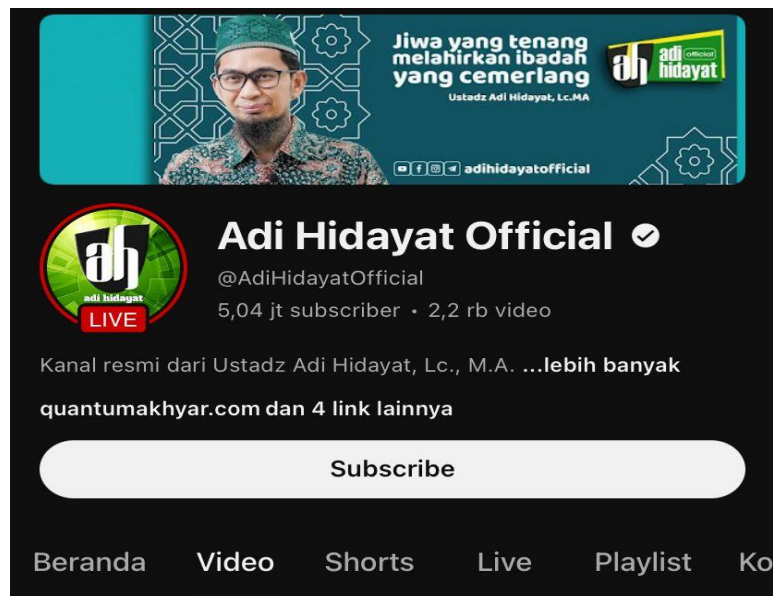 Jiwa yang tenang
melahirkan ibadah
yang cemerlang
Ustadz Adi Hidayat, Lc.MA
ah adi official
hidayat
adihidayatofficial
ah
adi hidayat
LIVE
Adi Hidayat Official
@AdiHidayatOfficial
5,04 jt subscriber • 2,2 rb video
Kanal resmi dari Ustadz Adi Hidayat, Lc., M.A. ...lebih banyak
quantumakhyar.com dan 4 link lainnya
Subscribe
Beranda Video Shorts Live Playlist Ko